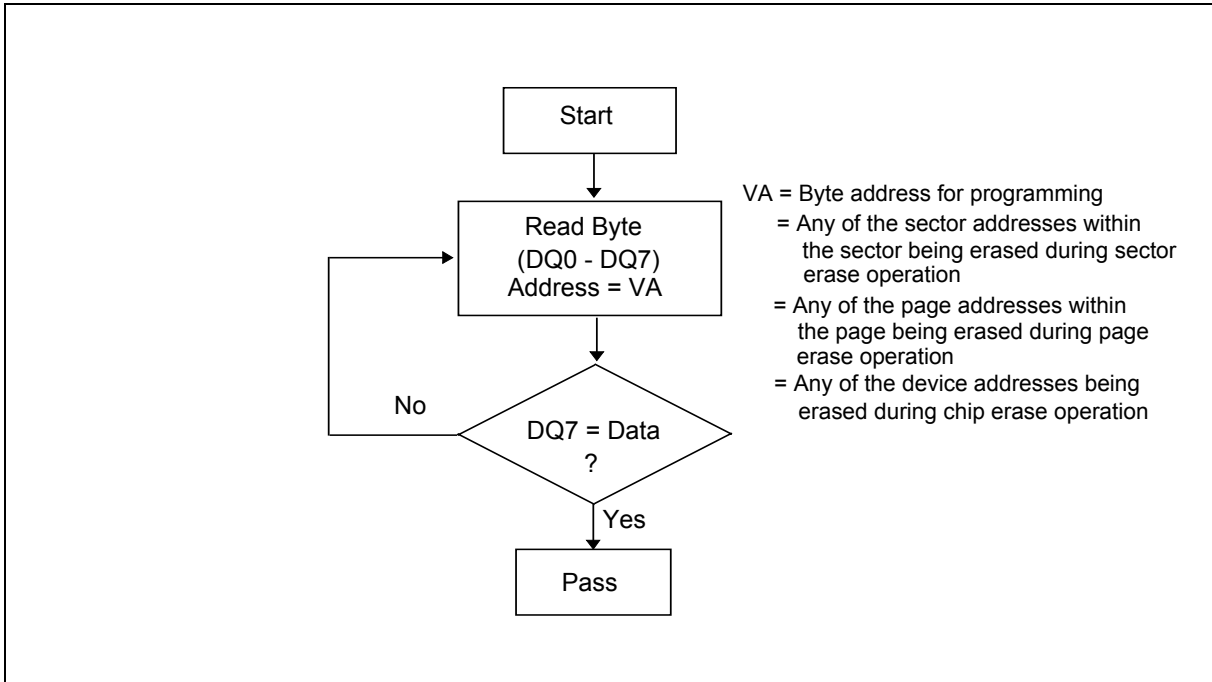 Start
Read Byte
(DQ0 - DQ7)
Address = VA
VA = Byte address for programming
= Any of the sector addresses within
the sector being erased during sector
erase operation
= Any of the page addresses within
the page being erased during page
erase operation
= Any of the device addresses being
erased during chip erase operation
No
DQ7 = Data
?
Yes
Pass